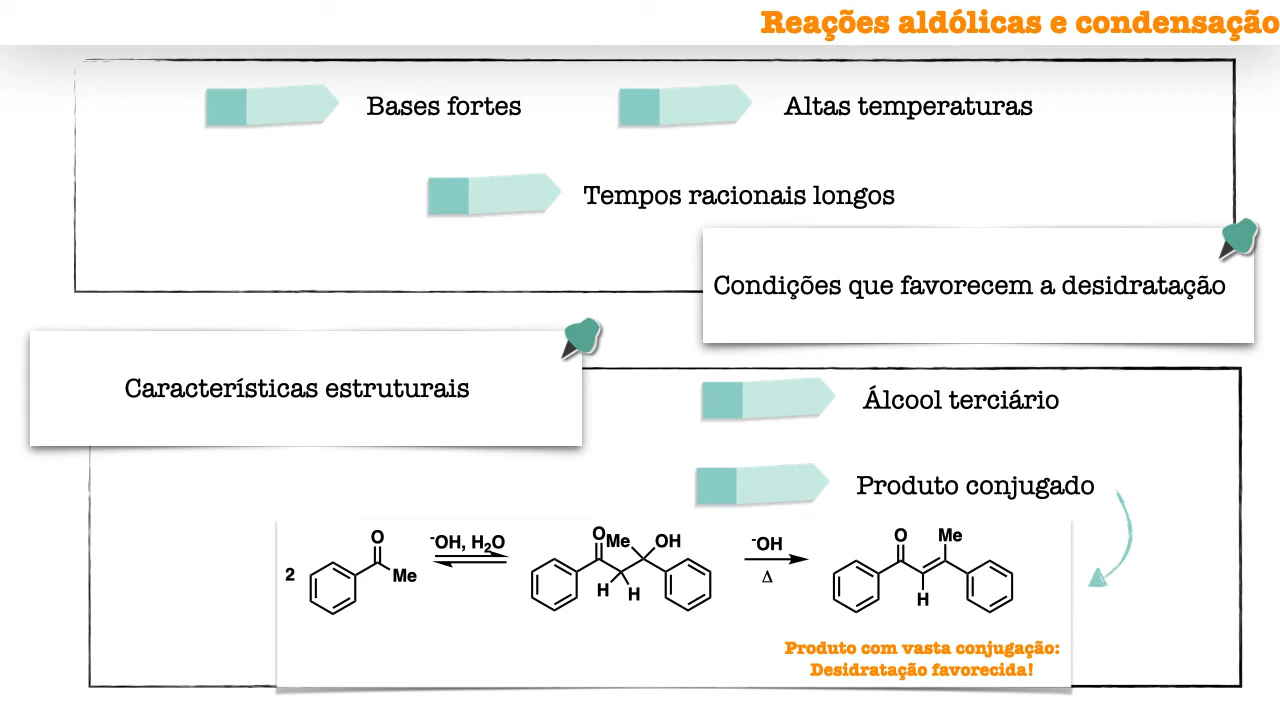 Reações aldólicas e condensação
Bases fortes
Altas temperaturas
Tempos racionais longos
Condições que favorecem a desidratação
Características estruturais
Álcool terciário
Produto conjugado
2
O
Me
-OH, H2O
O
Me
OH
H
H
-OH
Δ
O
Me
H
Produto com vasta conjugação:
Desidratação favorecida!